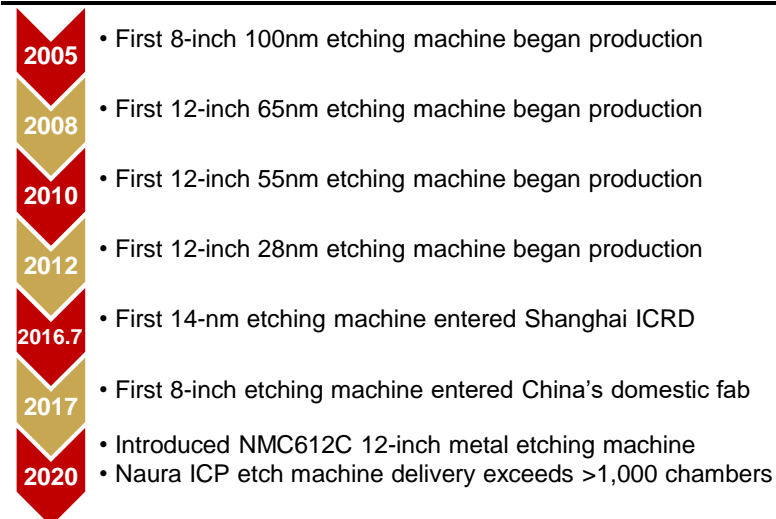 2005
• First 8-inch 100nm etching machine began production
2008
• First 12-inch 65nm etching machine began production
2010
• First 12-inch 55nm etching machine began production
2012
• First 12-inch 28nm etching machine began production
2016.7
• First 14-nm etching machine entered Shanghai ICRD
2017
• First 8-inch etching machine entered China’s domestic fab
2020
• Introduced NMC612C 12-inch metal etching machine
• Naura ICP etch machine delivery exceeds >1,000 chambers